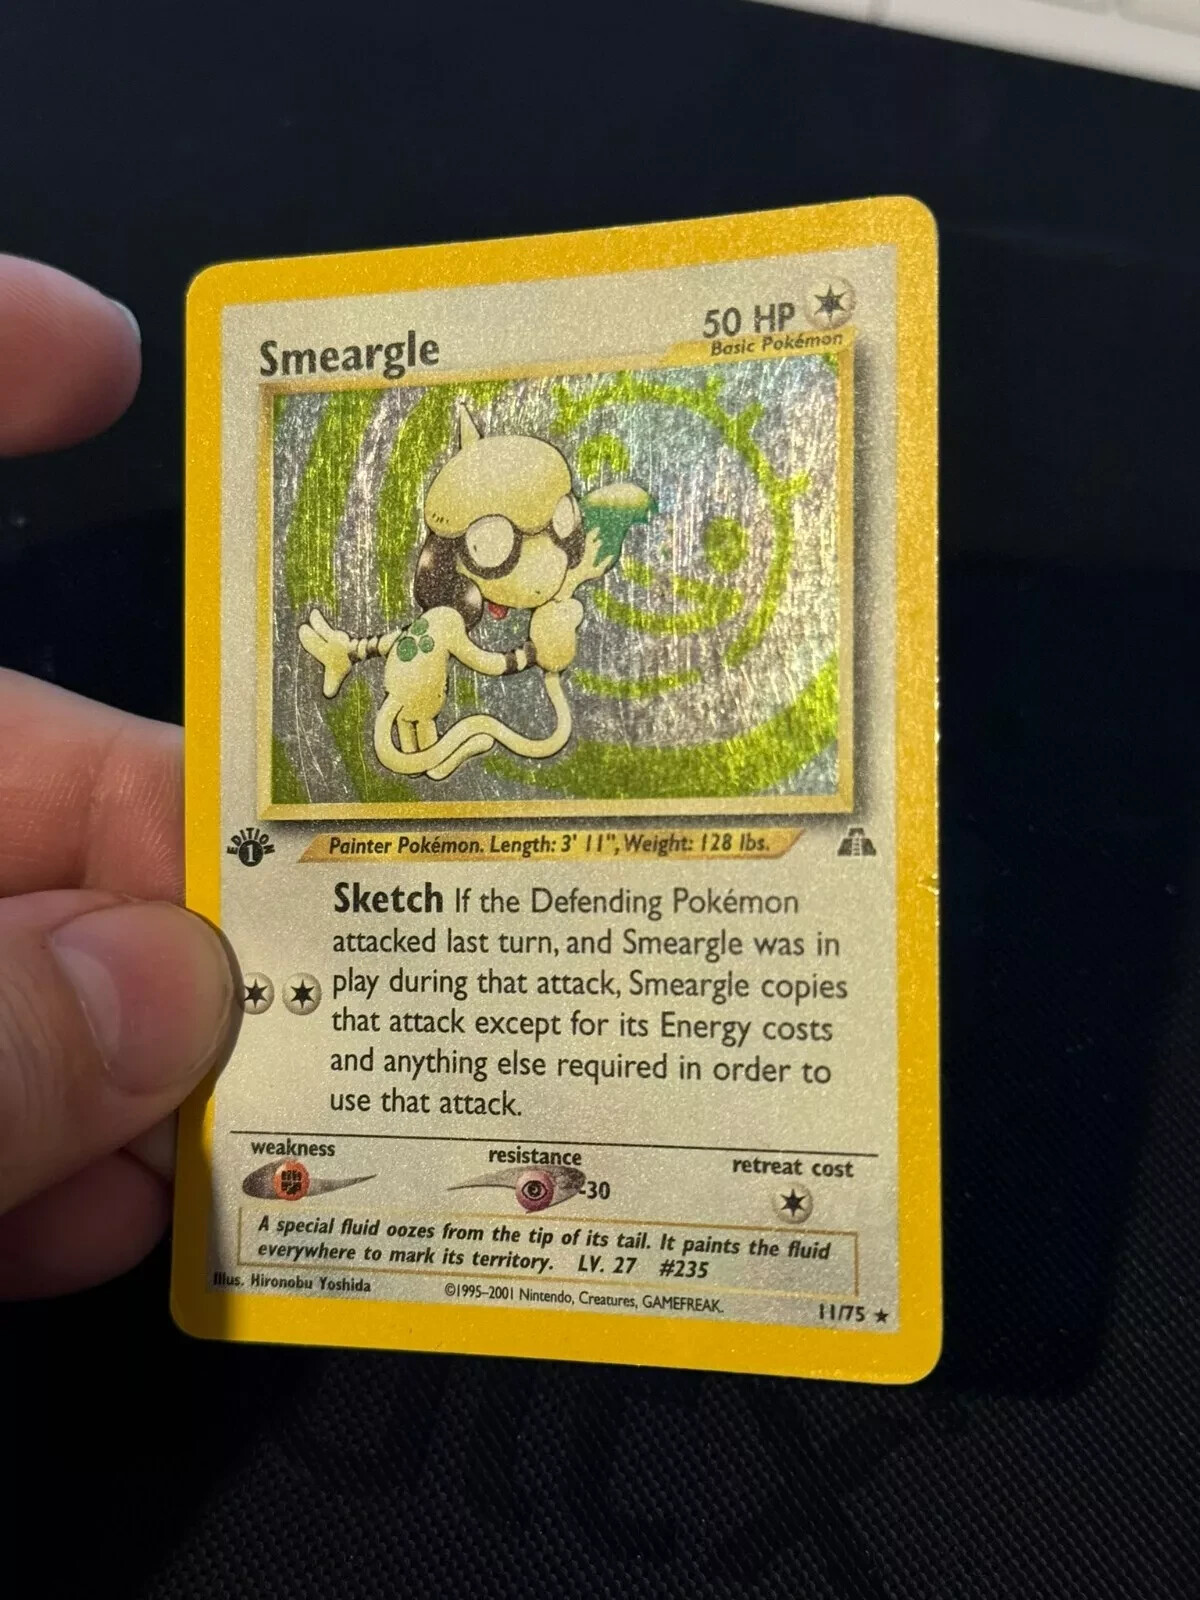 Smeargle
50 HP
Basic Pokémon
EDITION
1
Painter Pokémon. Length: 3' 11", Weight: 128 lbs.
Sketch If the Defending Pokémon
attacked last turn, and Smeargle was in
play during that attack, Smeargle copies
that attack except for its Energy costs
and anything else required in order to
use that attack.
weakness
resistance
-30
retreat cost
A special fluid oozes from the tip of its tail. It paints the fluid
everywhere to mark its territory. LV. 27 #235
Illus. Hironobu Yoshida
©1995-2001 Nintendo, Creatures, GAMEFREAK.
11/75 ★